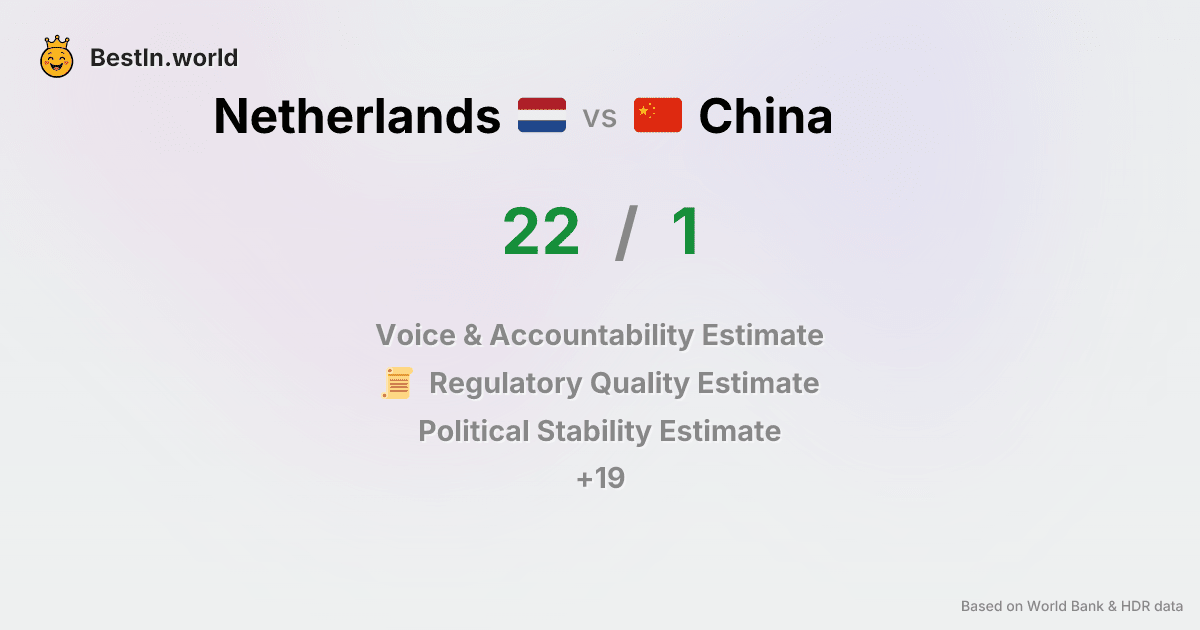 BestIn.world
Netherlands vs China
22 / 1
Voice & Accountability Estimate
Regulatory Quality Estimate
Political Stability Estimate
+19
Based on World Bank & HDR data